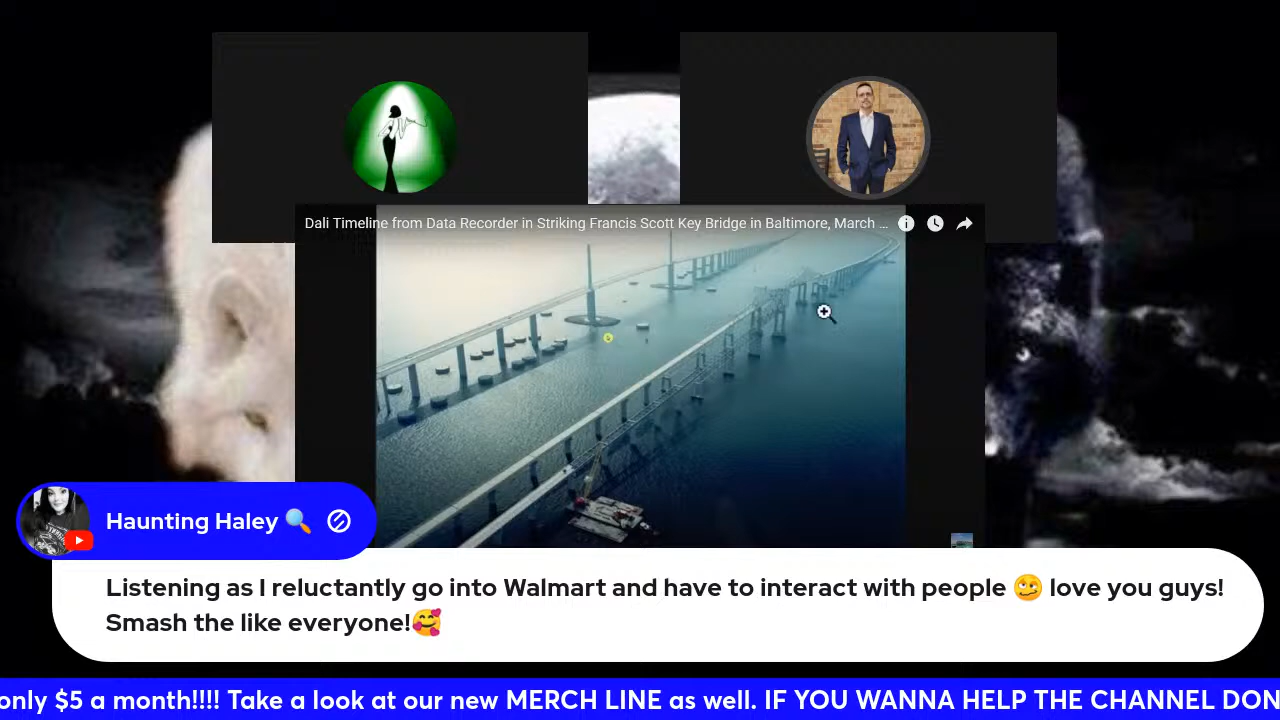 Dali Timeline from Data Recorder in Striking Francis Scott Key Bridge in Baltimore, March ...
Haunting Haley 🔍
Listening as I reluctantly go into Walmart and have to interact with people 🥴 love you guys!
Smash the like everyone!🥰
only $5 a month!!!! Take a look at our new MERCH LINE as well. IF YOU WANNA HELP THE CHANNEL DON